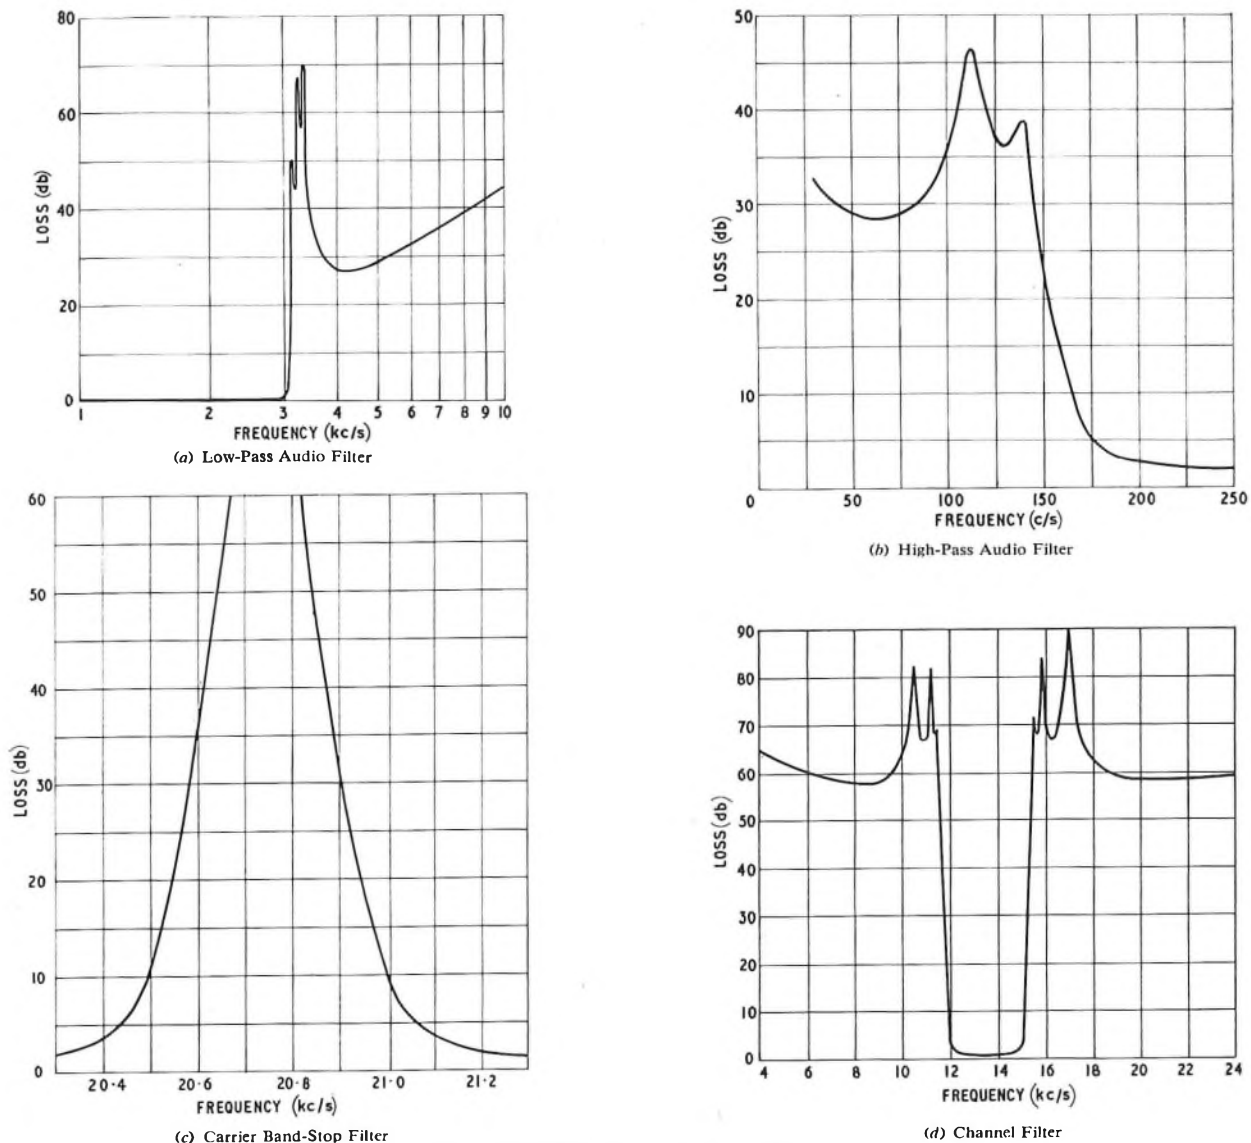 80
60
40
20
0
LOSS (db)
1 2 3 4 5 6 7 8 9 10
FREQUENCY (kc/s)
(a) Low-Pass Audio Filter
50
40
30
20
10
0
LOSS (db)
50 100 150 200 250
FREQUENCY (c/s)
(b) High-Pass Audio Filter
60
50
40
30
20
10
0
LOSS (db)
20·4 20·6 20·8 21·0 21·2
FREQUENCY (kc/s)
(c) Carrier Band-Stop Filter
90
80
70
60
50
40
30
20
10
0
LOSS (db)
4 6 8 10 12 14 16 18 20 22 24
FREQUENCY (kc/s)
(d) Channel Filter